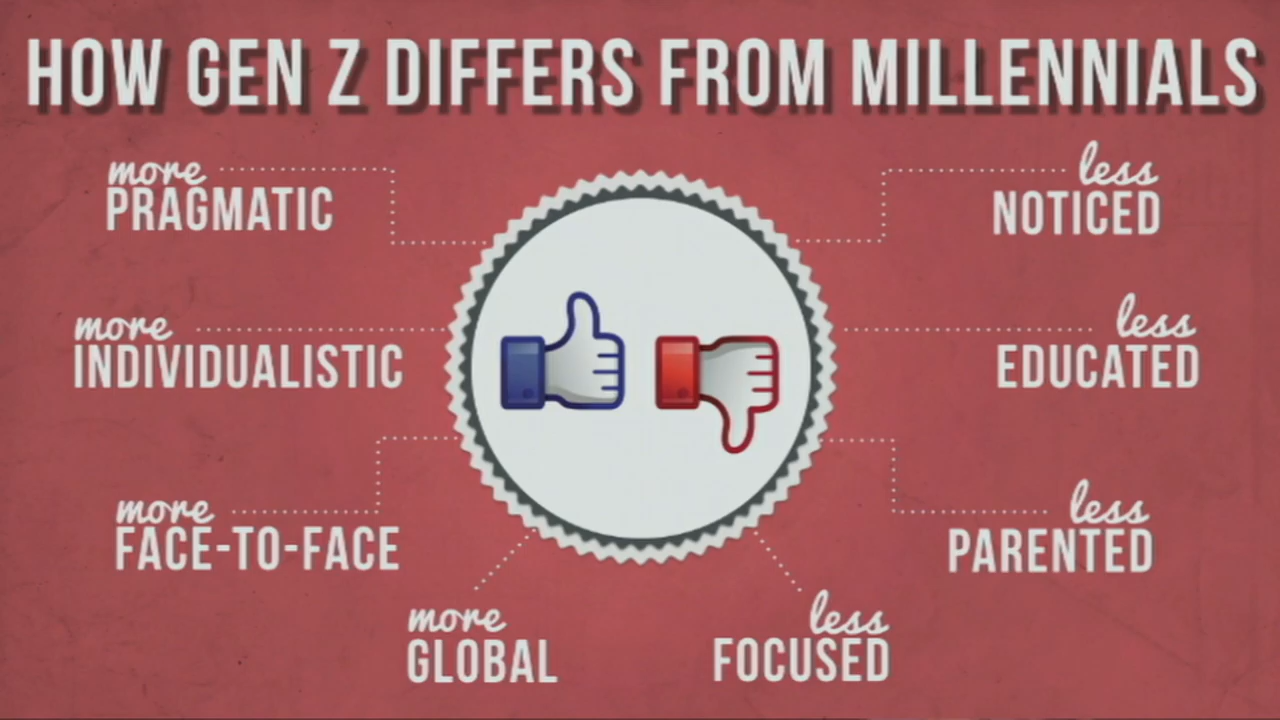 HOW GEN Z DIFFERS FROM MILLENNIALS
more
PRAGMATIC
more
INDIVIDUALISTIC
more
FACE-TO-FACE
more
GLOBAL
less
NOTICED
less
EDUCATED
less
PARENTED
less
FOCUSED